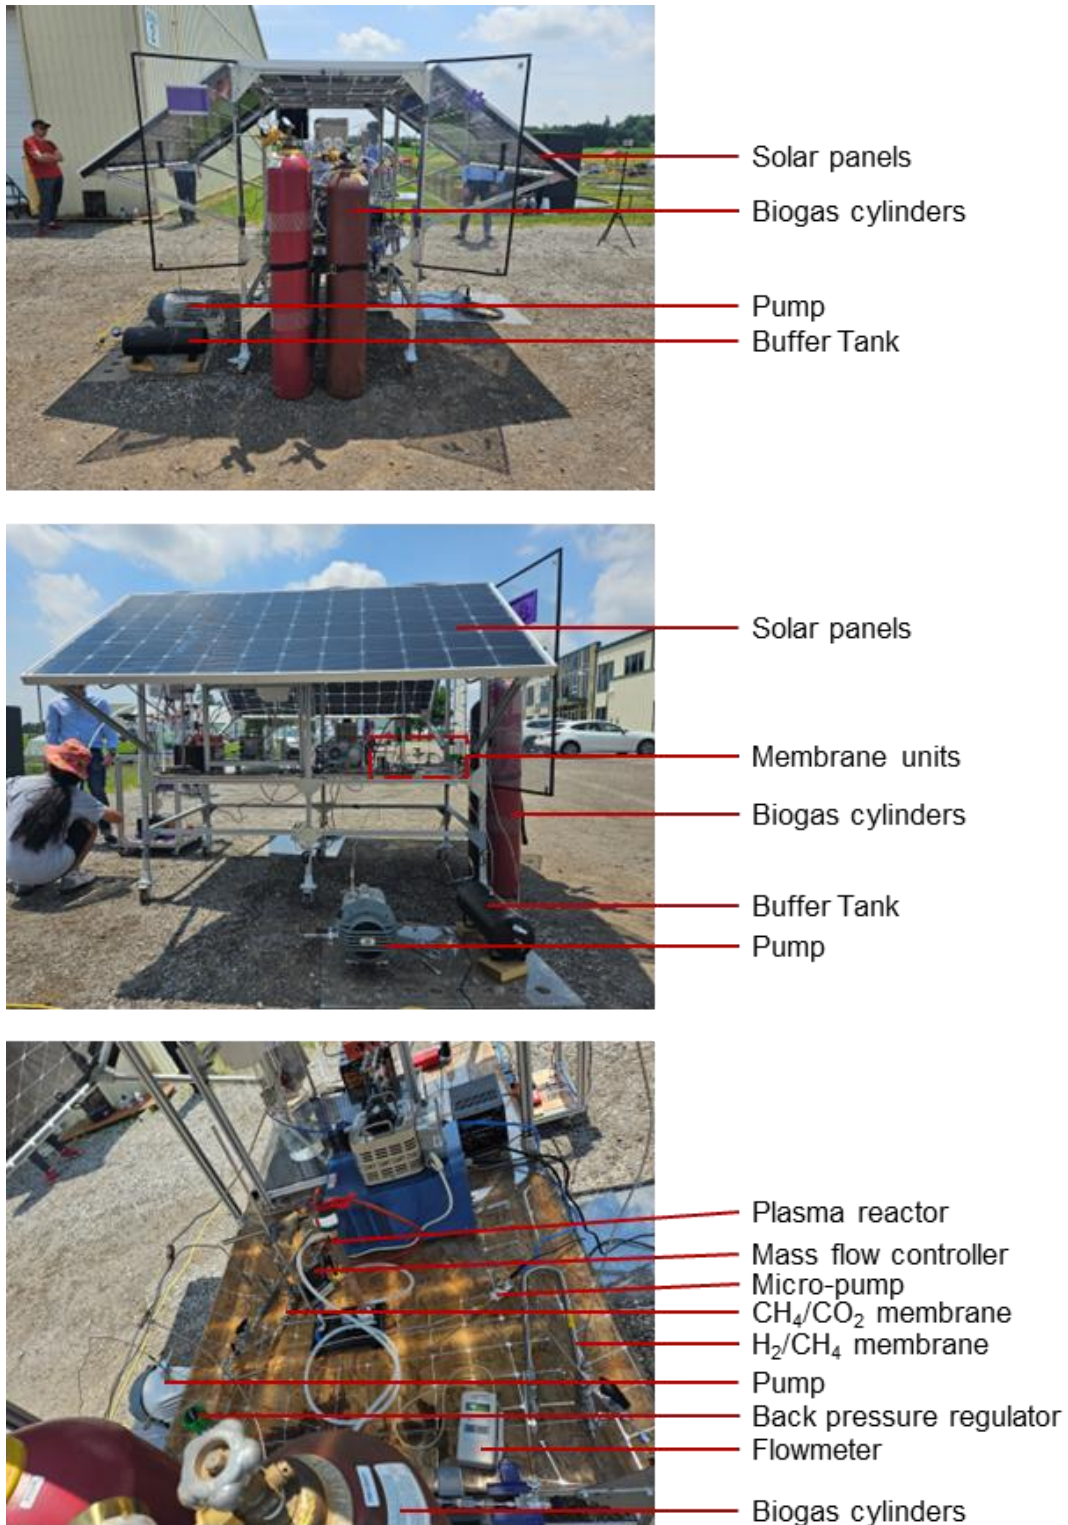 Solar panels
Biogas cylinders
Pump
Buffer Tank
Solar panels
Membrane units
Biogas cylinders
Buffer Tank
Pump
Plasma reactor
Mass flow controller
Micro-pump
CH₄/CO₂ membrane
H₂/CH₄ membrane
Pump
Back pressure regulator
Flowmeter
Biogas cylinders